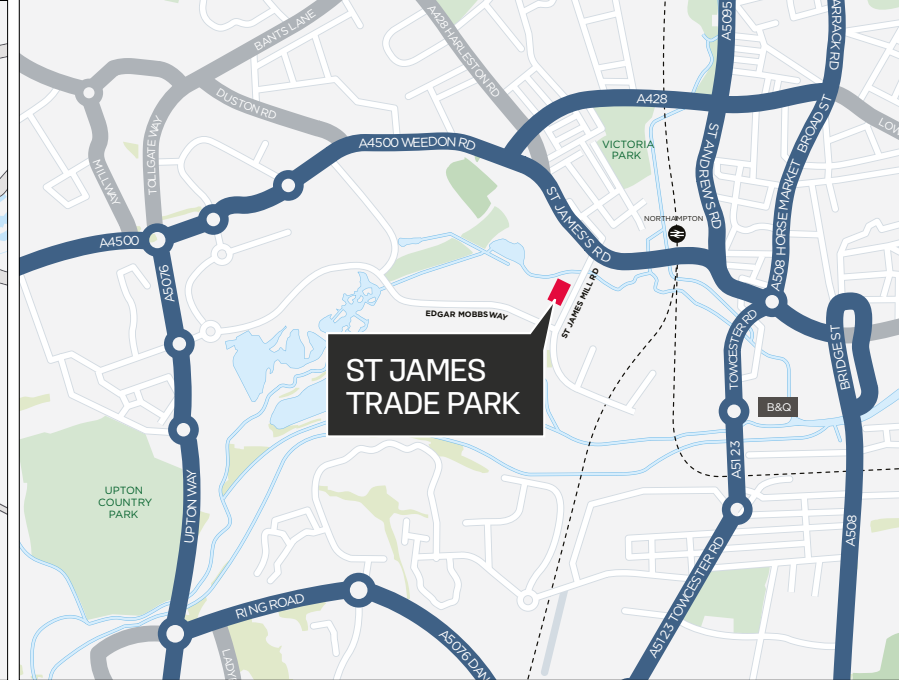 A5095
BARRACK RD
BANTS LANE
A428 HARLESTON RD
A428
DUSTON RD
TOLLGATE WAY
MILLWAY
A4500 WEEDON RD
VICTORIA
PARK
ST ANDREW'S RD
A508 HORSE MARKET BROAD ST
NORTHAMPTON
ST JAMES'S RD
A4500
A5076
ST JAMES MILL RD
EDGAR MOBBS WAY
TOWCESTER RD
BRIDGE ST
ST JAMES
TRADE PARK
B&Q
A5123
UPTON
COUNTRY
PARK
UPTON WAY
A508
A5123 TOWCESTER RD
RING ROAD
A5076 DAN